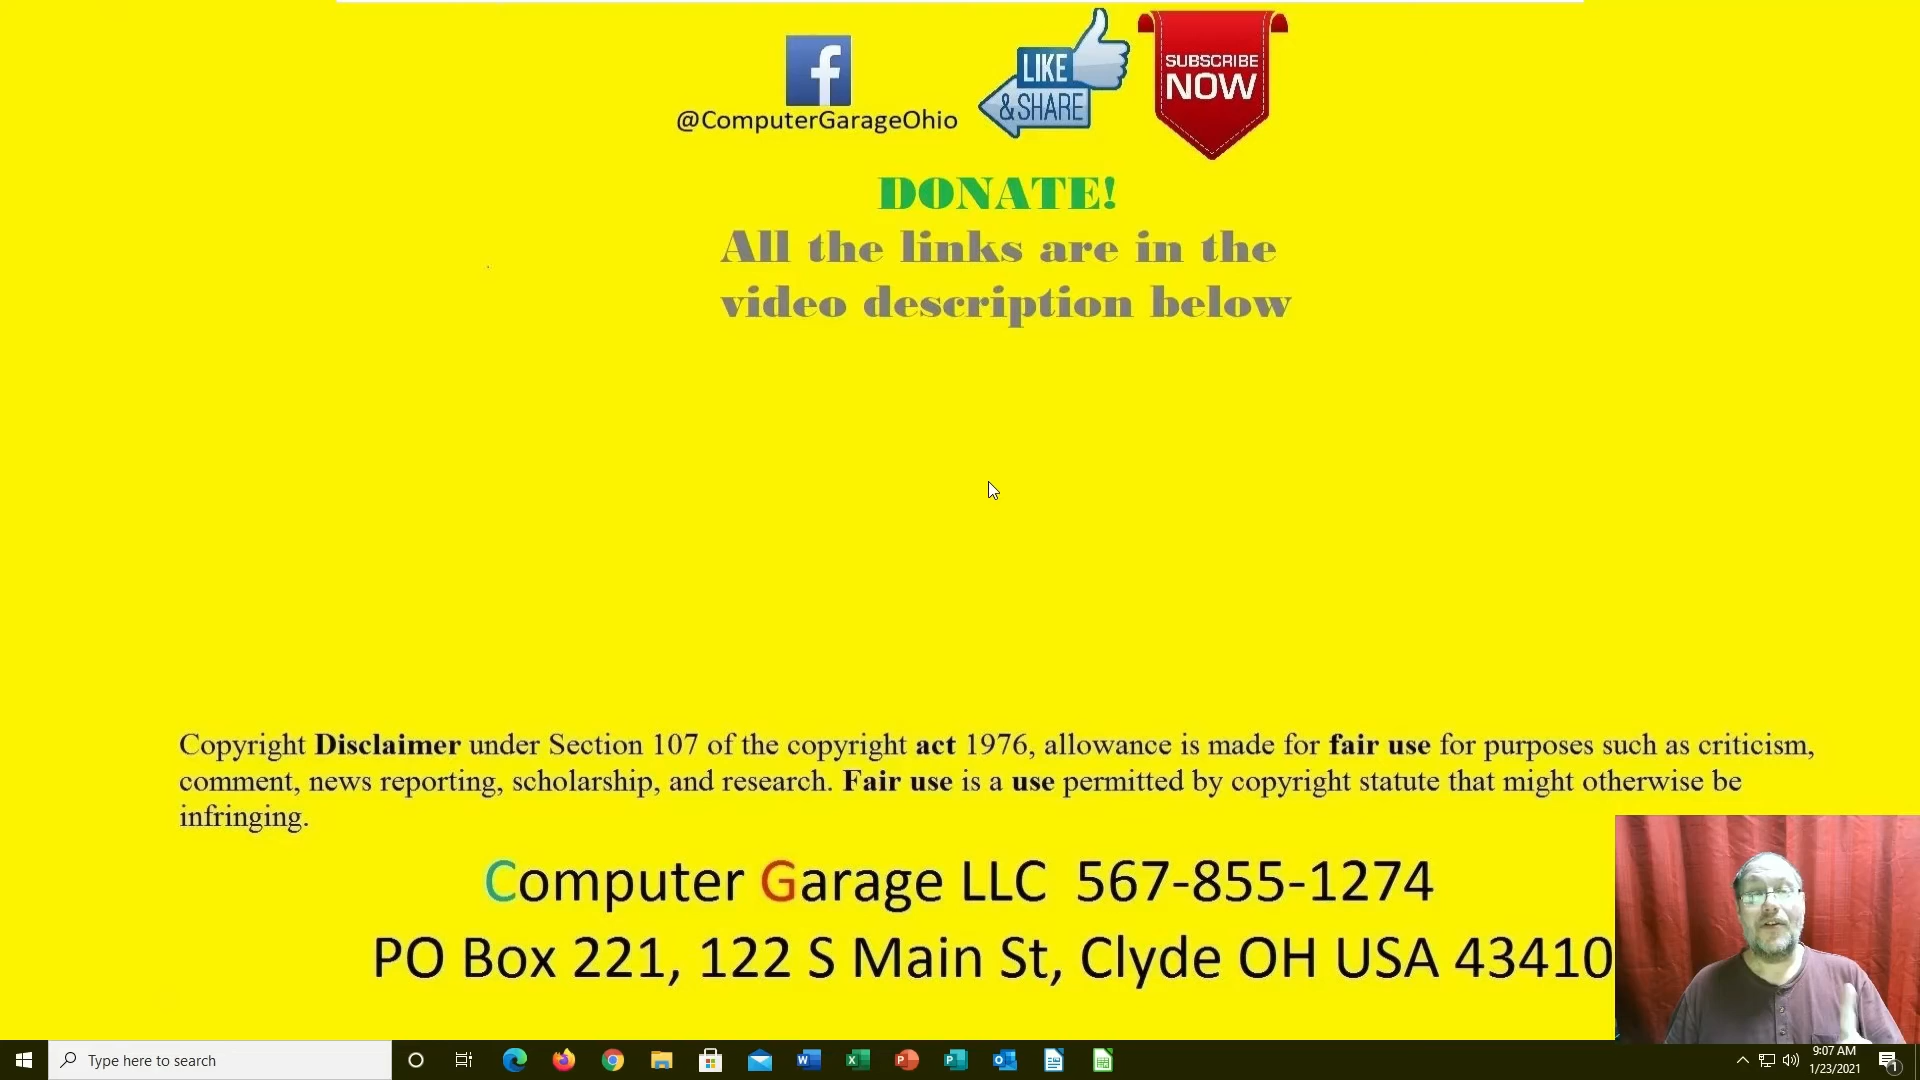 f
LIKE
& SHARE
SUBSCRIBE
NOW
@ComputerGarageOhio
DONATE!
All the links are in the
video description below
Copyright Disclaimer under Section 107 of the copyright act 1976, allowance is made for fair use for purposes such as criticism,
comment, news reporting, scholarship, and research. Fair use is a use permitted by copyright statute that might otherwise be
infringing.
Computer Garage LLC 567-855-1274
PO Box 221, 122 S Main St, Clyde OH USA 43410
Type here to search
9:07 AM
1/23/2021
1